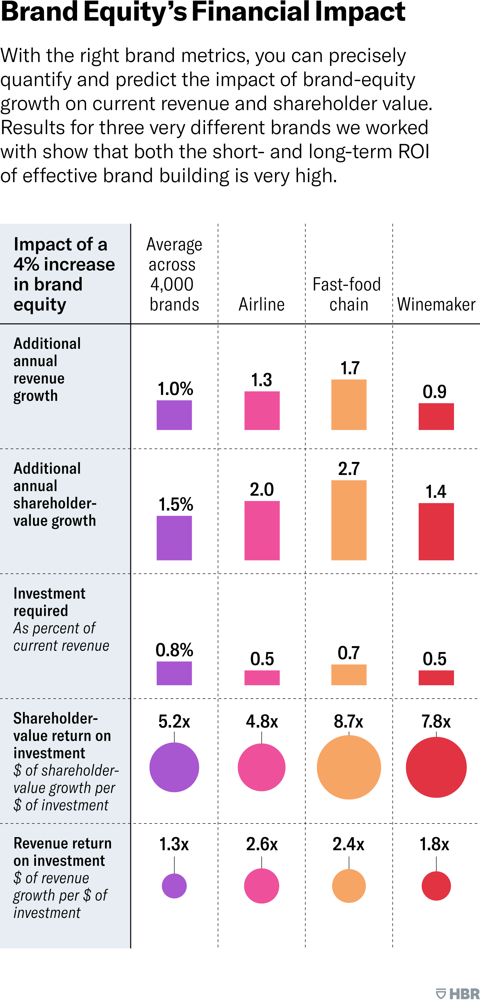 Brand Equity’s Financial Impact
With the right brand metrics, you can precisely
quantify and predict the impact of brand-equity
growth on current revenue and shareholder value.
Results for three very different brands we worked
with show that both the short- and long-term ROI
of effective brand building is very high.
Impact of a
4% increase
in brand
equity
Average
across
4,000
brands
Airline
Fast-food
chain
Winemaker
Additional
annual
revenue
growth
1.0%
1.3
1.7
0.9
Additional
annual
shareholder-
value growth
1.5%
2.0
2.7
1.4
Investment
required
As percent of
current revenue
0.8%
0.5
0.7
0.5
Shareholder-
value return on
investment
$ of shareholder-
value growth per
$ of investment
5.2x
4.8x
8.7x
7.8x
Revenue return
on investment
$ of revenue
growth per $ of
investment
1.3x
2.6x
2.4x
1.8x
HBR